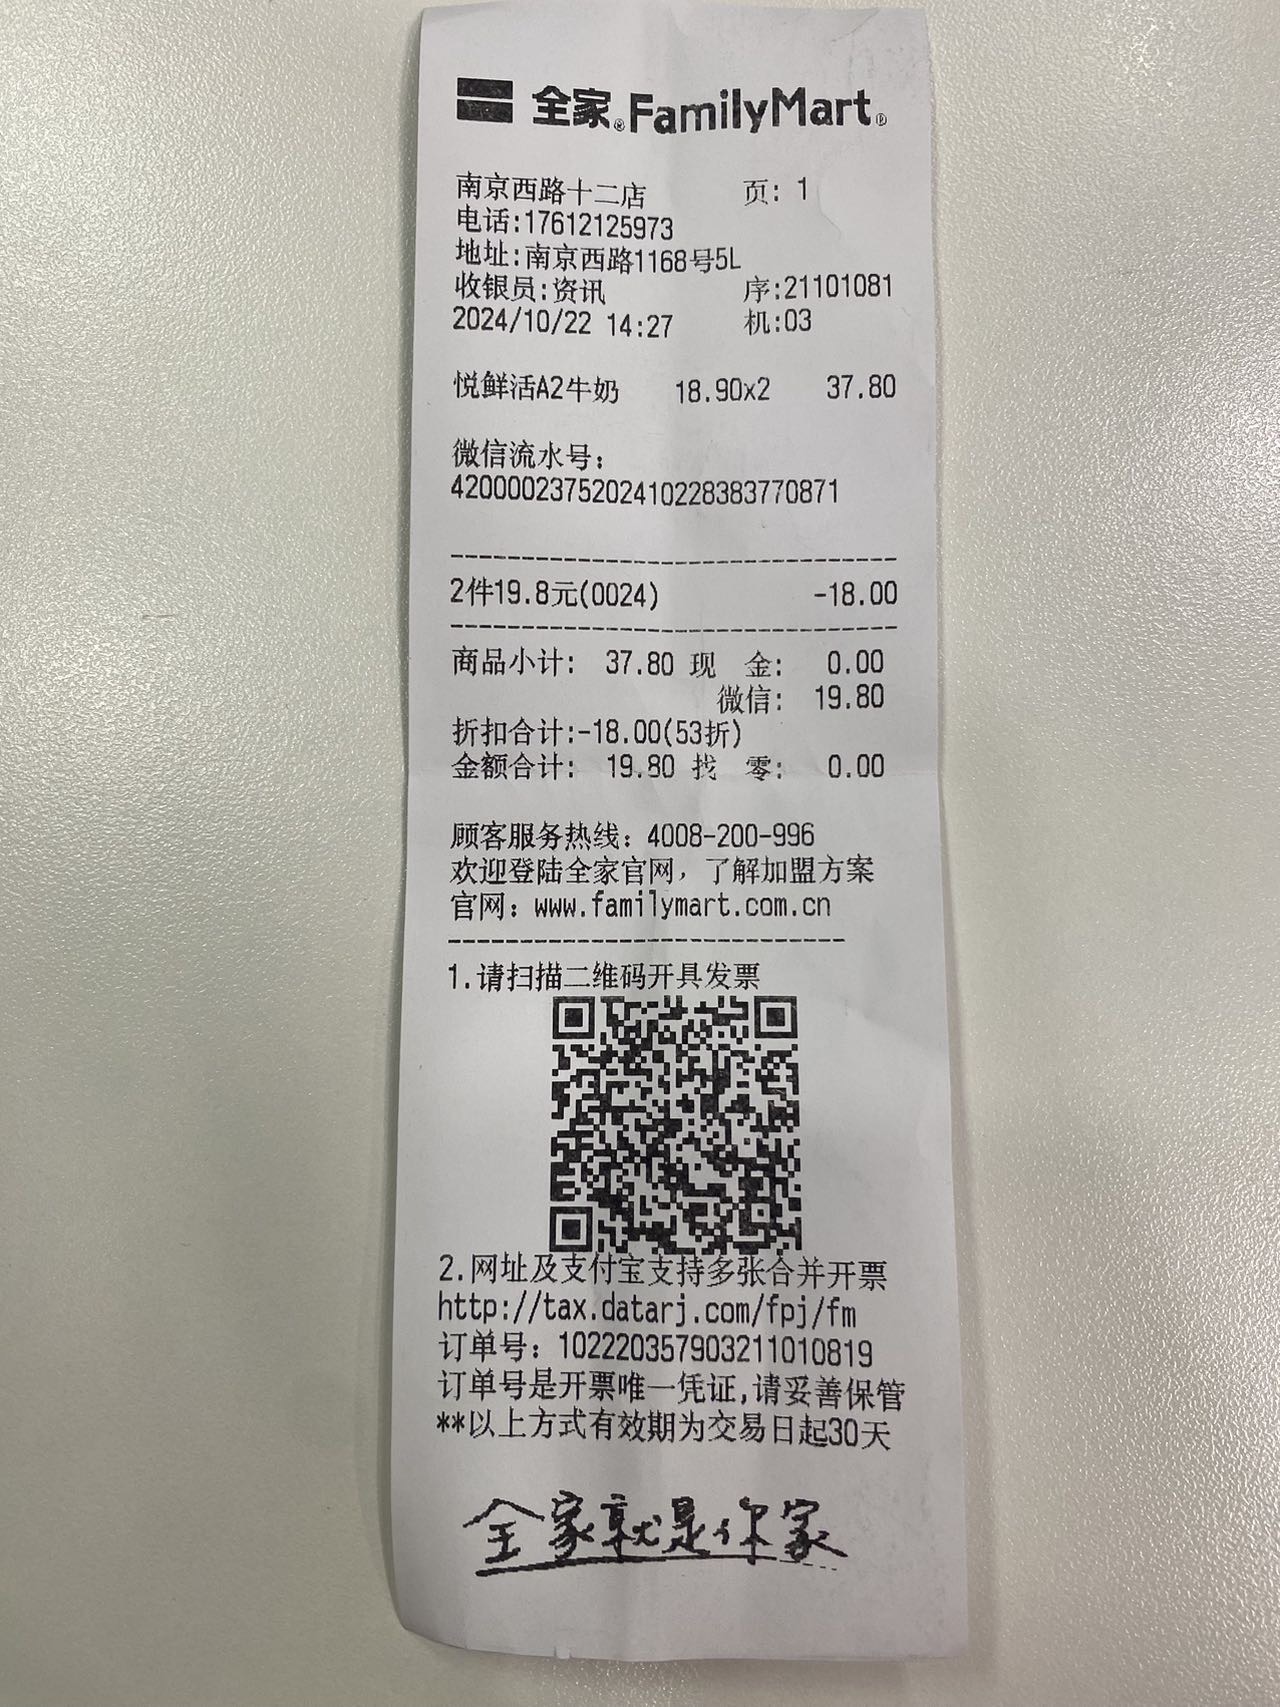 全家®FamilyMart®
南京西路十二店 页: 1
电话:17612125973
地址:南京西路1168号5L
收银员:资讯 序:21101081
2024/10/22 14:27 机:03
悦鲜活A2牛奶 18.90x2 37.80
微信流水号:
4200002375202410228383770871
2件19.8元(0024) -18.00
商品小计: 37.80 现 金: 0.00
微信: 19.80
折扣合计:-18.00(53折)
金额合计: 19.80 找 零: 0.00
顾客服务热线: 4008-200-996
欢迎登陆全家官网，了解加盟方案
官网: www.familymart.com.cn
1.请扫描二维码开具发票
2.网址及支付宝支持多张合并开票
http://tax.datarj.com/fpj/fm
订单号: 102220357903211010819
订单号是开票唯一凭证,请妥善保管
**以上方式有效期为交易日起30天
全家就是你家